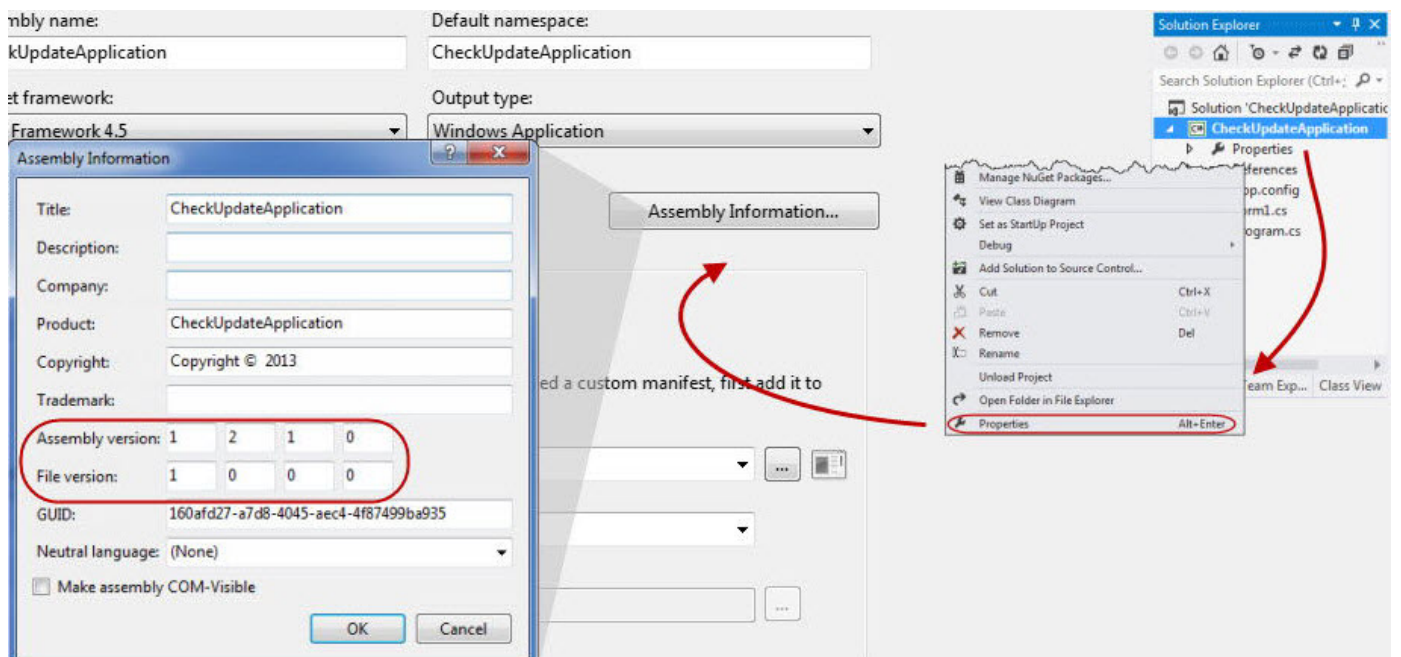 mbly name:
kUpdateApplication
et framework:
Framework 4.5
Default namespace:
CheckUpdateApplication
Output type:
Windows Application
Assembly Information...
ed a custom manifest, first add it to
...
...
Assembly Information
?
Title: CheckUpdateApplication
Description:
Company:
Product: CheckUpdateApplication
Copyright: Copyright © 2013
Trademark:
Assembly version: 1 2 1 0
File version: 1 0 0 0
GUID: 160afd27-a7d8-4045-aec4-4f87499ba935
Neutral language: (None)
Make assembly COM-Visible
OK Cancel
Manage NuGet Packages...
View Class Diagram
Set as StartUp Project
Debug
Add Solution to Source Control...
Cut Ctrl+X
Paste Ctrl+V
Remove Del
Rename
Unload Project
Open Folder in File Explorer
Properties Alt+Enter
Solution Explorer
Search Solution Explorer (Ctrl+;
Solution 'CheckUpdateApplicatio
C# CheckUpdateApplication
Properties
ferences
pp.config
rm1.cs
ogram.cs
eam Exp... Class View